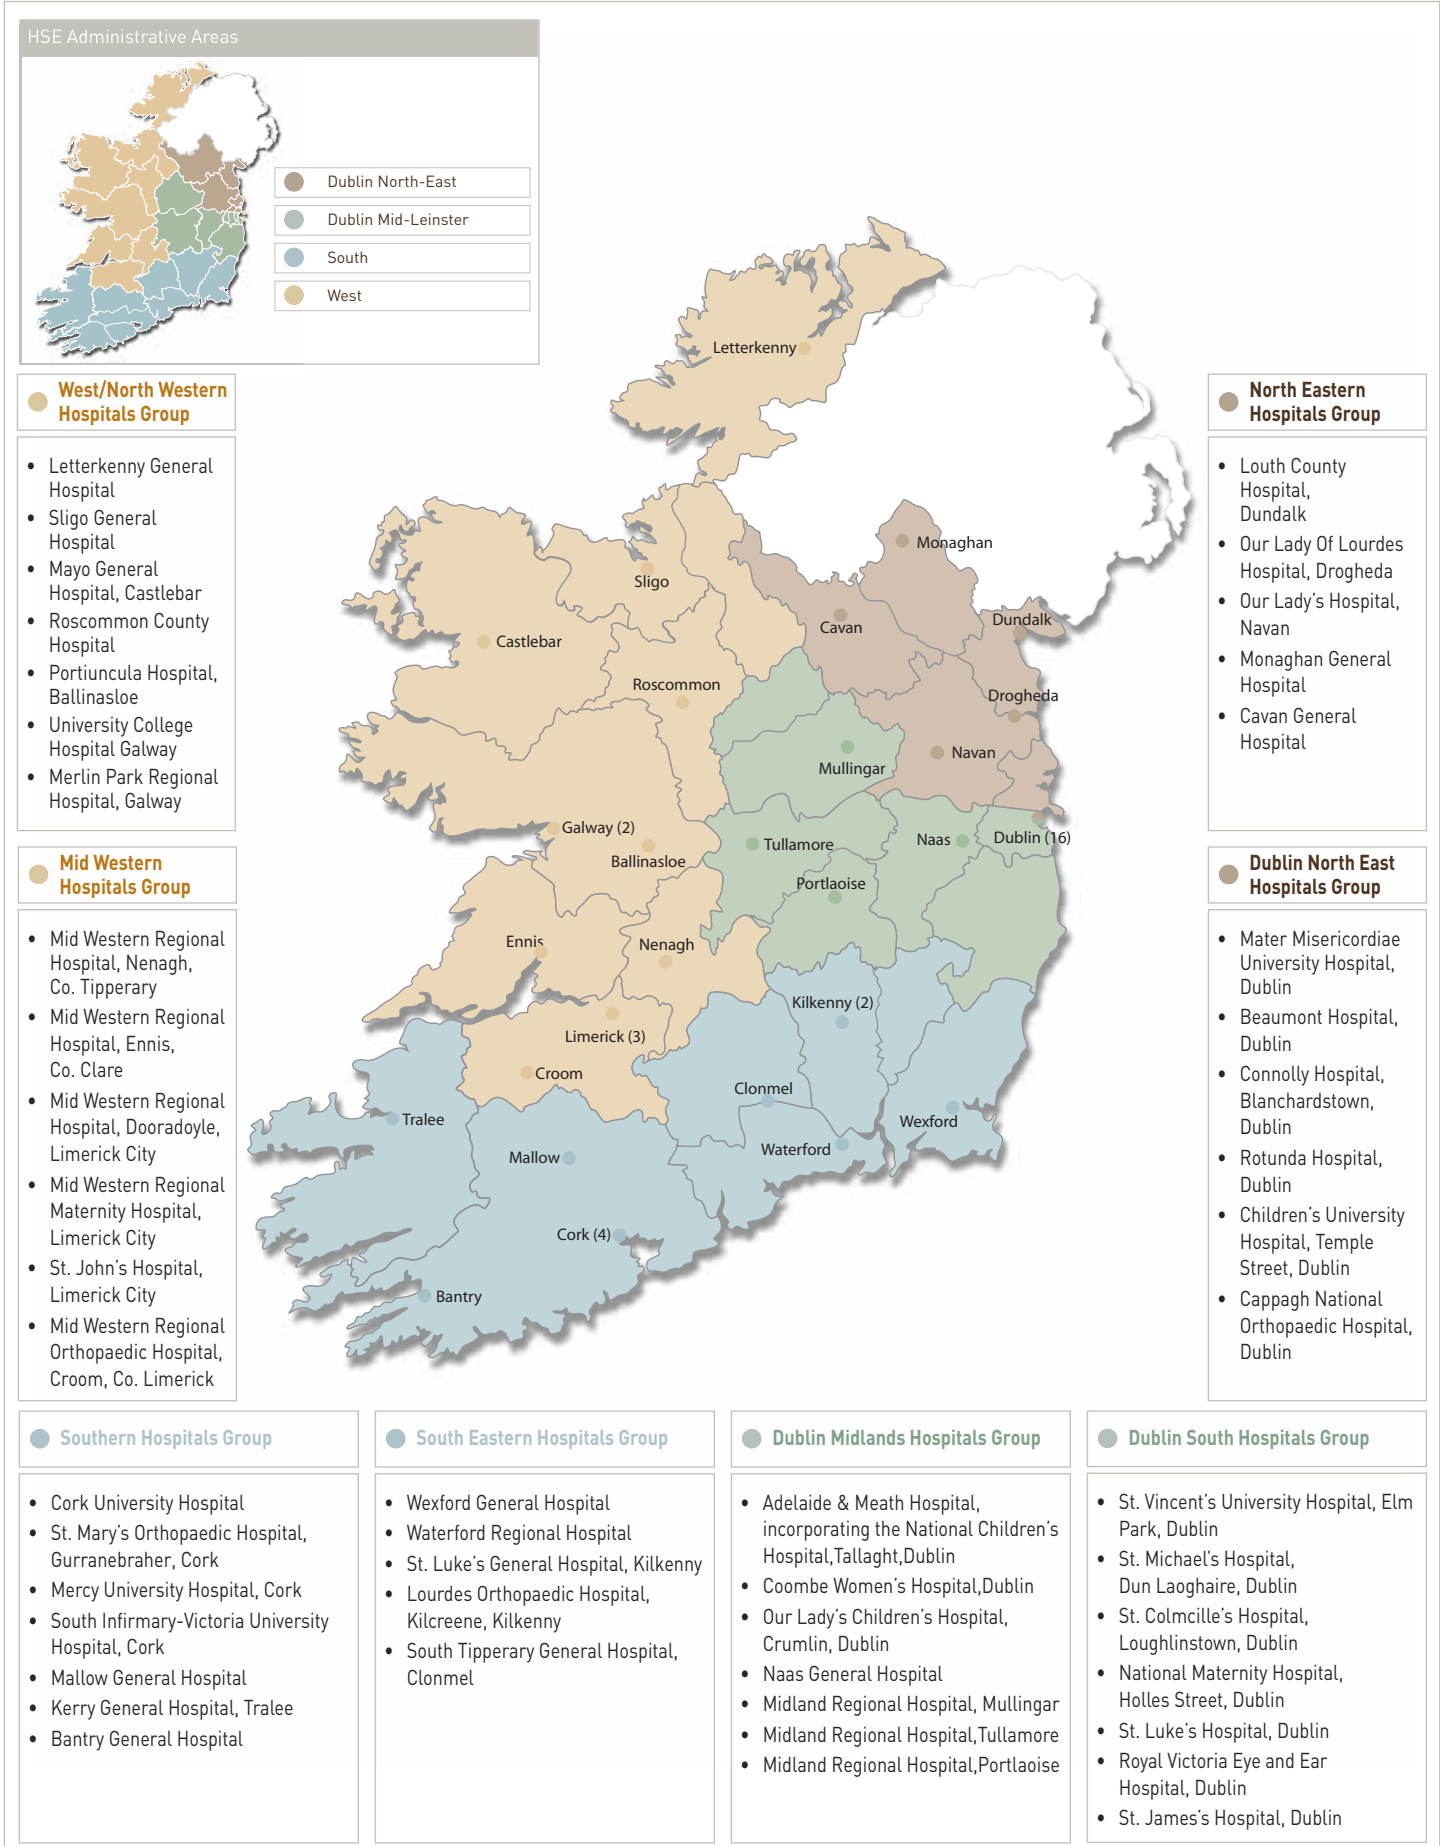 HSE Administrative Areas
Dublin North-East
Dublin Mid-Leinster
South
West
West/North Western
Hospitals Group
• Letterkenny General
Hospital
• Sligo General
Hospital
• Mayo General
Hospital, Castlebar
• Roscommon County
Hospital
• Portiuncula Hospital,
Ballinasloe
• University College
Hospital Galway
• Merlin Park Regional
Hospital, Galway
Mid Western
Hospitals Group
• Mid Western Regional
Hospital, Nenagh,
Co. Tipperary
• Mid Western Regional
Hospital, Ennis,
Co. Clare
• Mid Western Regional
Hospital, Dooradoyle,
Limerick City
• Mid Western Regional
Maternity Hospital,
Limerick City
• St. John's Hospital,
Limerick City
• Mid Western Regional
Orthopaedic Hospital,
Croom, Co. Limerick
Letterkenny
Monaghan
Sligo
Dundalk
Cavan
Castlebar
Roscommon
Drogheda
Navan
Mullingar
Galway (2)
Dublin (16)
Naas
Tullamore
Ballinasloe
Portlaoise
Ennis
Nenagh
Kilkenny (2)
Limerick (3)
Croom
Clonmel
Tralee
Wexford
Waterford
Mallow
Cork (4)
Bantry
North Eastern
Hospitals Group
• Louth County
Hospital,
Dundalk
• Our Lady Of Lourdes
Hospital, Drogheda
• Our Lady's Hospital,
Navan
• Monaghan General
Hospital
• Cavan General
Hospital
Dublin North East
Hospitals Group
• Mater Misericordiae
University Hospital,
Dublin
• Beaumont Hospital,
Dublin
• Connolly Hospital,
Blanchardstown,
Dublin
• Rotunda Hospital,
Dublin
• Children's University
Hospital, Temple
Street, Dublin
• Cappagh National
Orthopaedic Hospital,
Dublin
Southern Hospitals Group
• Cork University Hospital
• St. Mary's Orthopaedic Hospital,
Gurranebraher, Cork
• Mercy University Hospital, Cork
• South Infirmary-Victoria University
Hospital, Cork
• Mallow General Hospital
• Kerry General Hospital, Tralee
• Bantry General Hospital
South Eastern Hospitals Group
• Wexford General Hospital
• Waterford Regional Hospital
• St. Luke's General Hospital, Kilkenny
• Lourdes Orthopaedic Hospital,
Kilcreene, Kilkenny
• South Tipperary General Hospital,
Clonmel
Dublin Midlands Hospitals Group
• Adelaide & Meath Hospital,
incorporating the National Children's
Hospital,Tallaght,Dublin
• Coombe Women's Hospital,Dublin
• Our Lady's Children's Hospital,
Crumlin, Dublin
• Naas General Hospital
• Midland Regional Hospital, Mullingar
• Midland Regional Hospital,Tullamore
• Midland Regional Hospital,Portlaoise
Dublin South Hospitals Group
• St. Vincent's University Hospital, Elm
Park, Dublin
• St. Michael's Hospital,
Dun Laoghaire, Dublin
• St. Colmcille's Hospital,
Loughlinstown, Dublin
• National Maternity Hospital,
Holles Street, Dublin
• St. Luke's Hospital, Dublin
• Royal Victoria Eye and Ear
Hospital, Dublin
• St. James's Hospital, Dublin